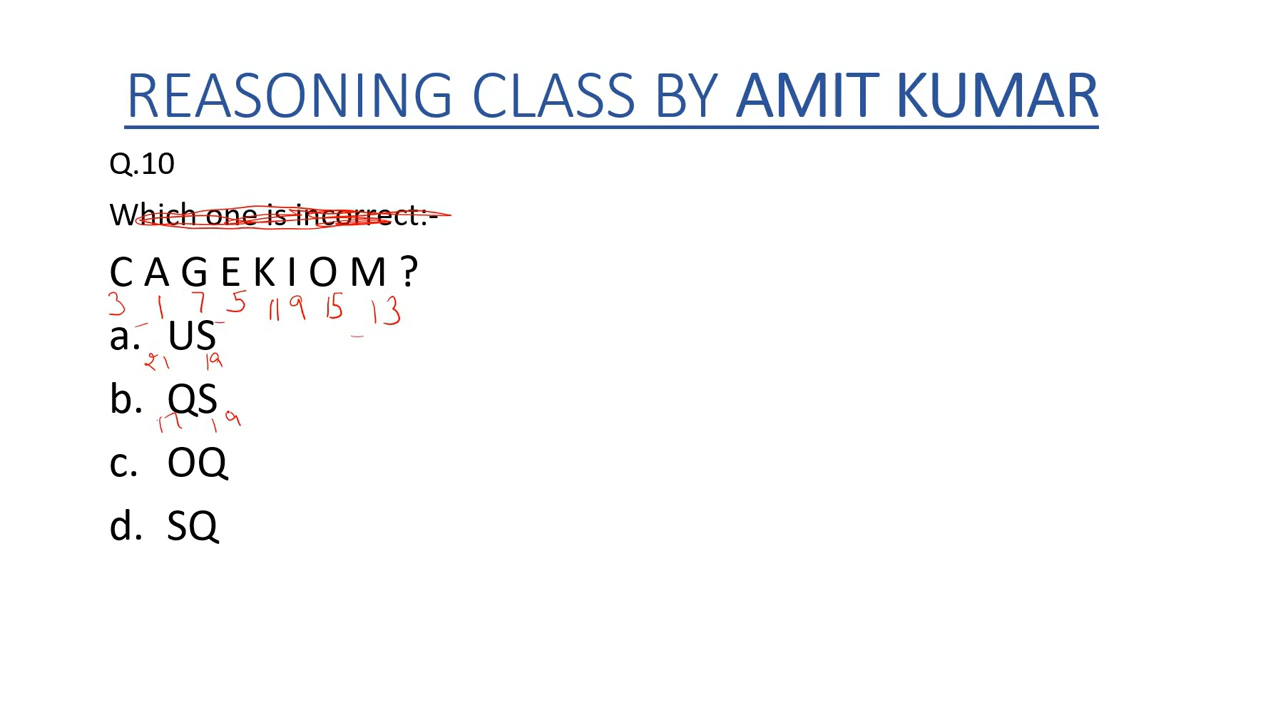 REASONING CLASS BY AMIT KUMAR
Q.10
Which one is incorrect:-
C A G E K I O M ?
3 1 7 5 11 9 15 13
a. US
21 19
b. QS
17 19
c. OQ
d. SQ